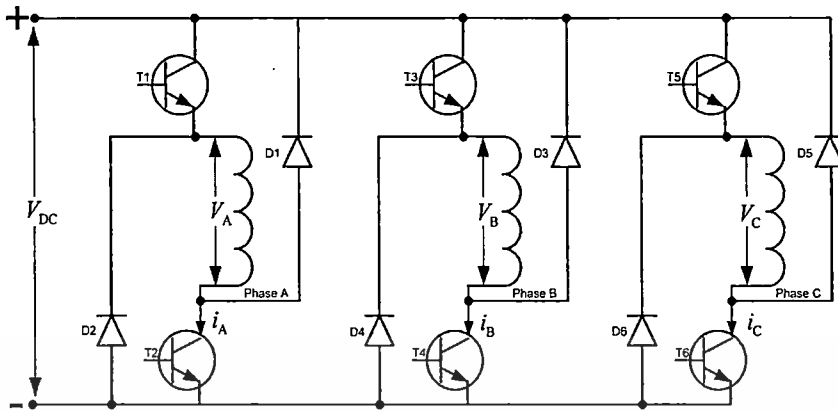 +
T1
T3
T5
D1
D3
D5
V_DC
V_A
V_B
V_C
Phase A
Phase B
Phase C
D2
i_A
D4
i_B
D6
i_C
T2
T4
T6
-